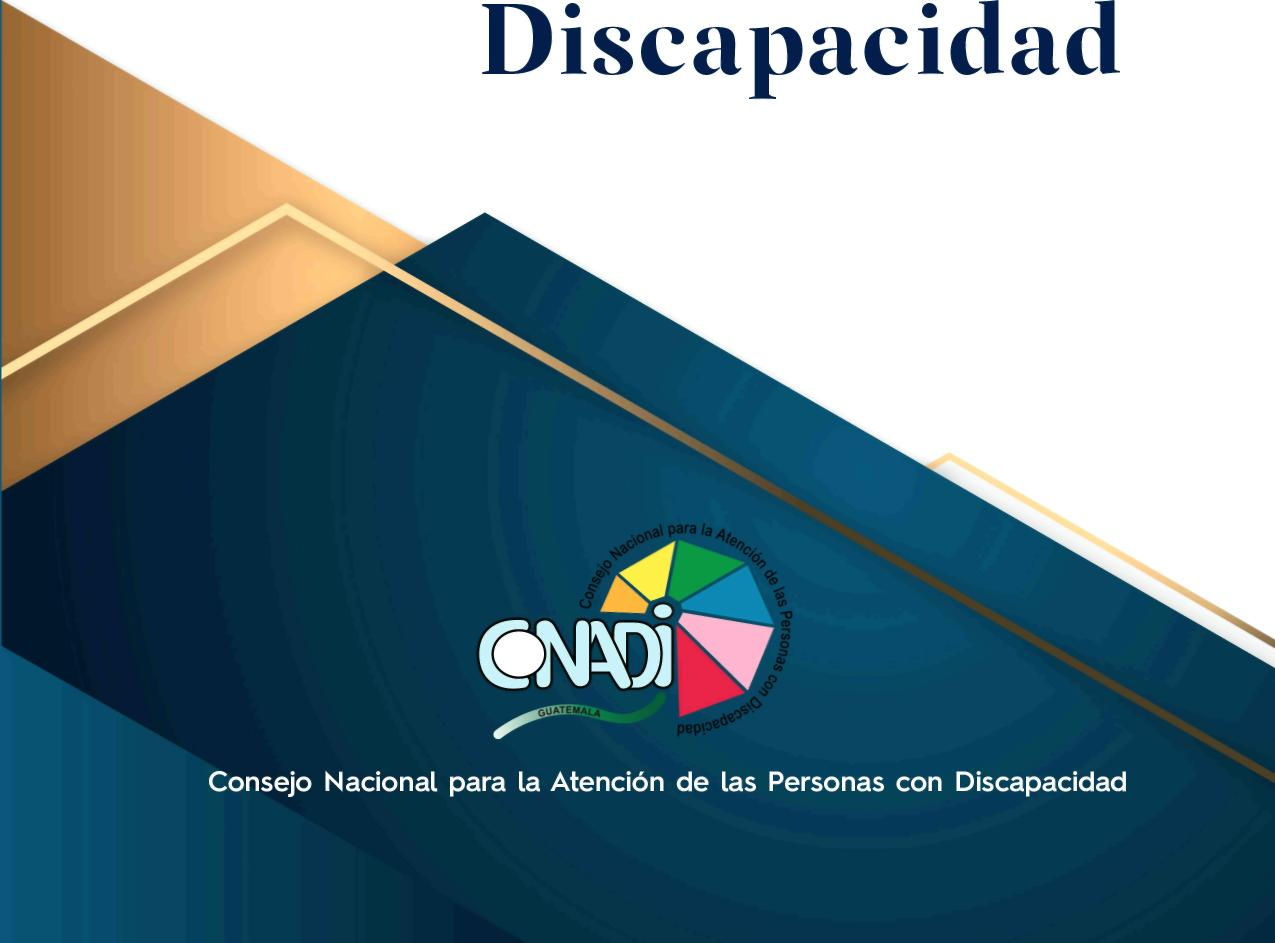 Discapacidad
Consejo Nacional para la Atención de las Personas con Discapacidad
CONADI
GUATEMALA
Consejo Nacional para la Atención de las Personas con Discapacidad